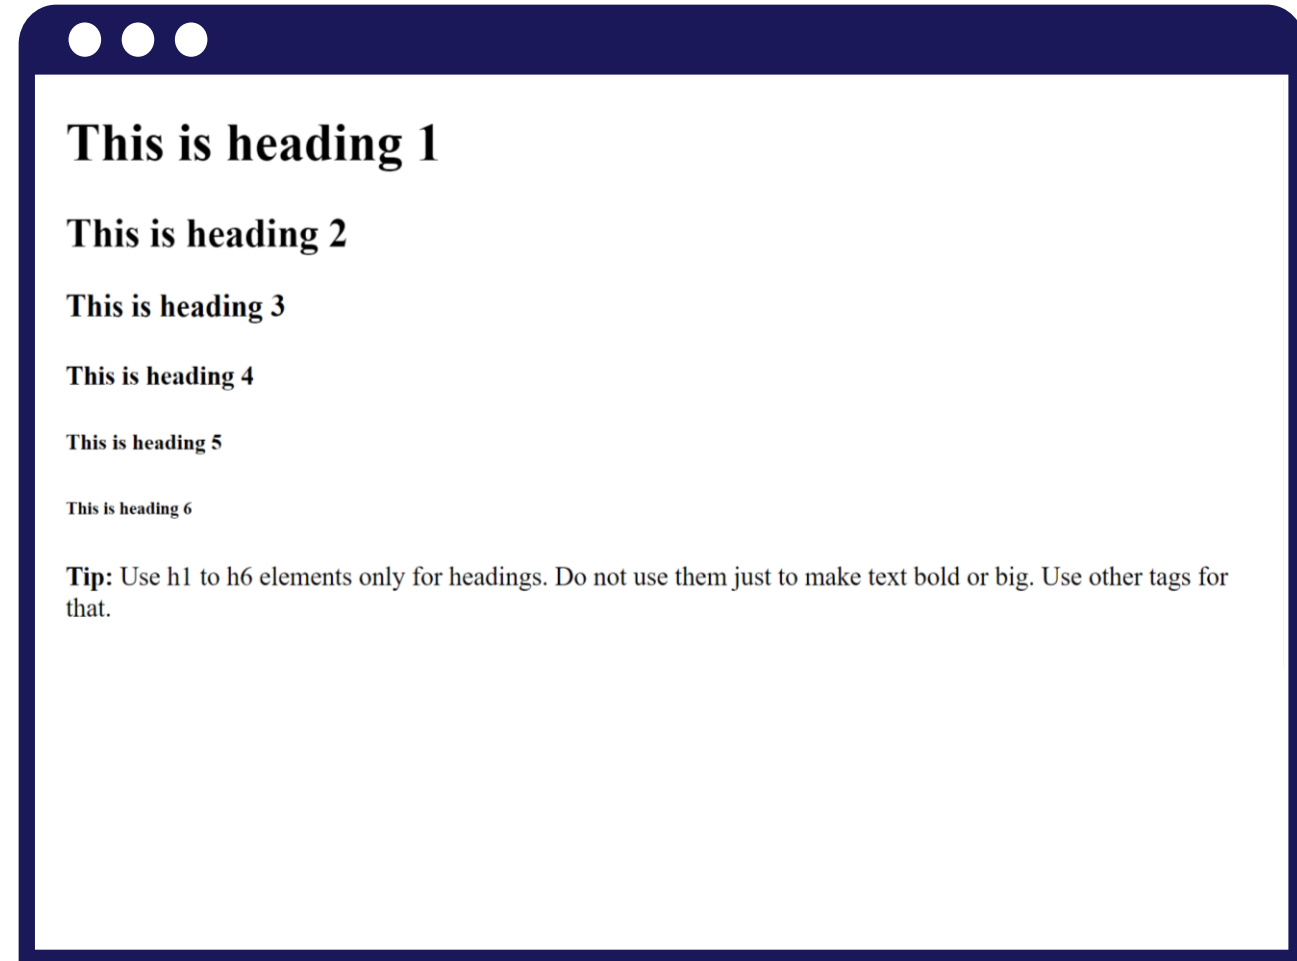 This is heading 1
This is heading 2
This is heading 3
This is heading 4
This is heading 5
This is heading 6
Tip: Use h1 to h6 elements only for headings. Do not use them just to make text bold or big. Use other tags for
that.